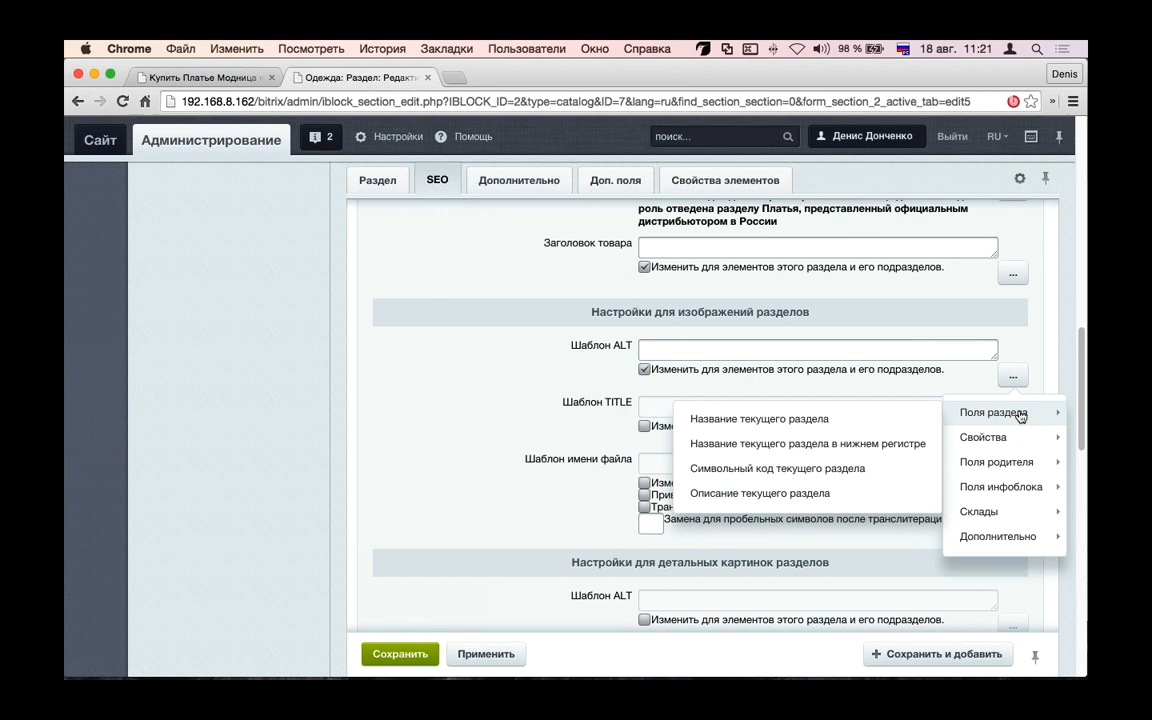 Chrome Файл Изменить Посмотреть История Закладки Пользователи Окно Справка 98 % 18 авг. 11:21
Купить Платье Модница Одежда: Раздел: Редакти Denis
192.168.8.162/bitrix/admin/iblock_section_edit.php?IBLOCK_ID=2&type=catalog&ID=7&lang=ru&find_section_section=0&form_section_2_active_tab=edit5
Сайт Администрирование 2 Настройки Помощь поиск... Денис Донченко Выйти RU
Раздел SEO Дополнительно Доп. поля Свойства элементов
роль отведена разделу Платья, представленный официальным
дистрибьютором в России
Заголовок товара
Изменить для элементов этого раздела и его подразделов.
...
Настройки для изображений разделов
Шаблон ALT
Изменить для элементов этого раздела и его подразделов.
...
Шаблон TITLE
Изме
Шаблон имени файла
Изме
Прив
Тран
Замена для пробельных символов после транслитераци
Название текущего раздела
Название текущего раздела в нижнем регистре
Символьный код текущего раздела
Описание текущего раздела
Поля раздела
Свойства
Поля родителя
Поля инфоблока
Склады
Дополнительно
Настройки для детальных картинок разделов
Шаблон ALT
Изменить для элементов этого раздела и его подразделов.
...
Сохранить Применить + Сохранить и добавить